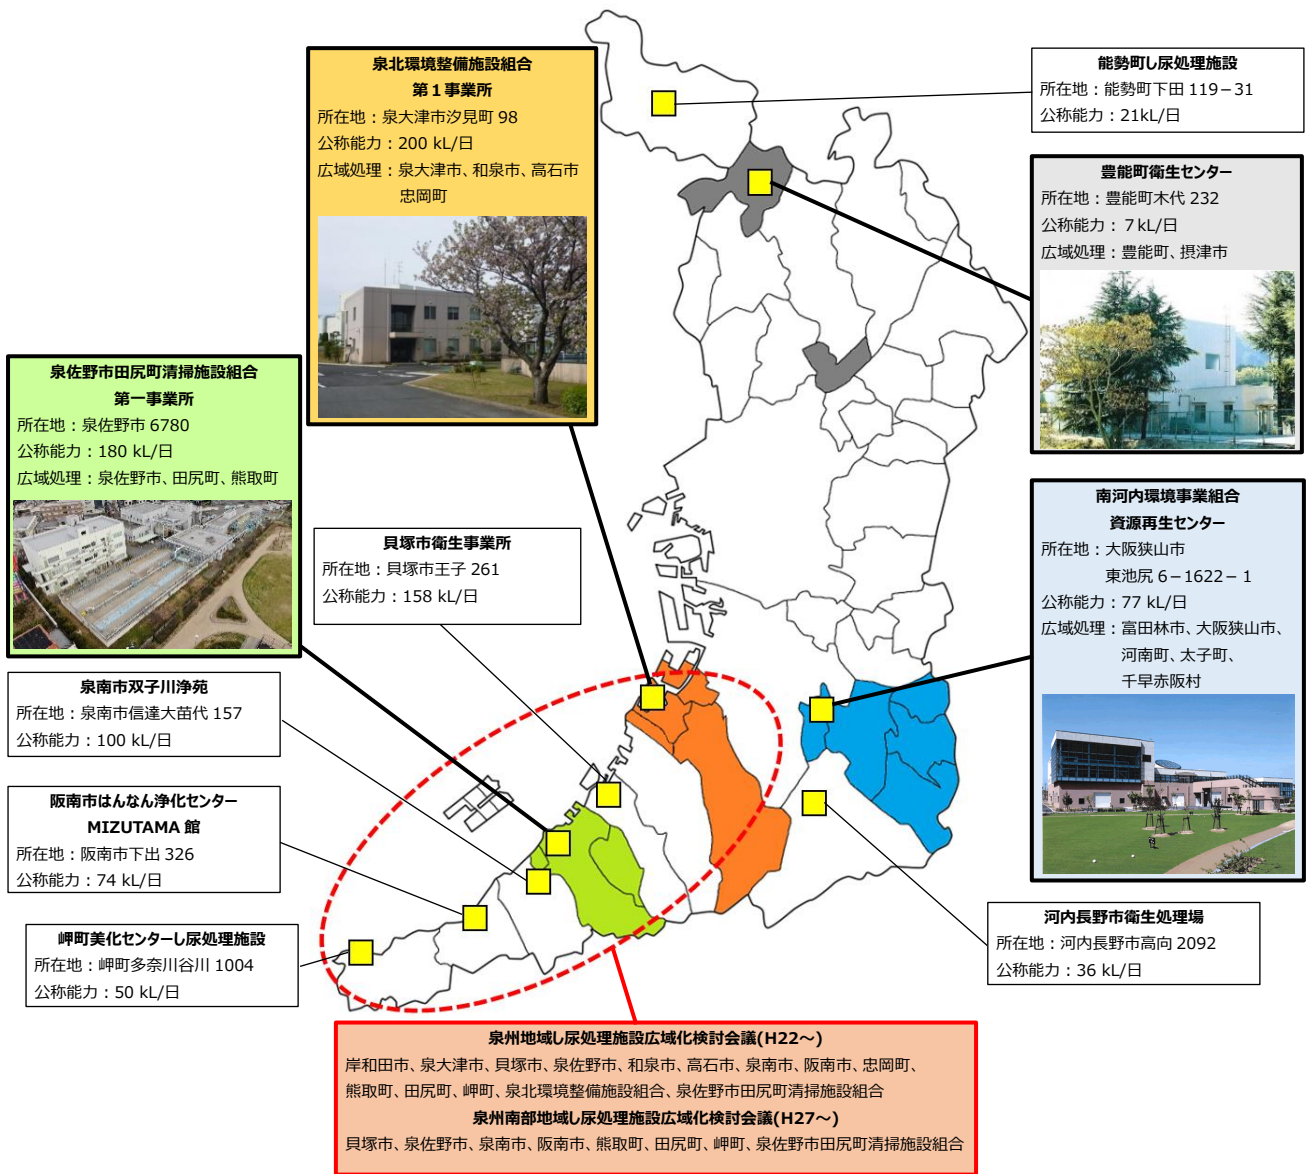 泉北環境整備施設組合
第１事業所
所在地：泉大津市汐見町 98
公称能力：200 kL/日
広域処理：泉大津市、和泉市、高石市
忠岡町
能勢町し尿処理施設
所在地：能勢町下田 119－31
公称能力：21kL/日
豊能町衛生センター
所在地：豊能町木代 232
公称能力：７kL/日
広域処理：豊能町、摂津市
泉佐野市田尻町清掃施設組合
第一事業所
所在地：泉佐野市 6780
公称能力：180 kL/日
広域処理：泉佐野市、田尻町、熊取町
南河内環境事業組合
資源再生センター
所在地：大阪狭山市
東池尻 6－1622－1
公称能力：77 kL/日
広域処理：富田林市、大阪狭山市、
河南町、太子町、
千早赤阪村
貝塚市衛生事業所
所在地：貝塚市王子 261
公称能力：158 kL/日
泉南市双子川浄苑
所在地：泉南市信達大苗代 157
公称能力：100 kL/日
阪南市はんなん浄化センター
MIZUTAMA 館
所在地：阪南市下出 326
公称能力：74 kL/日
岬町美化センターし尿処理施設
所在地：岬町多奈川谷川 1004
公称能力：50 kL/日
河内長野市衛生処理場
所在地：河内長野市高向 2092
公称能力：36 kL/日
泉州地域し尿処理施設広域化検討会議(H22～)
岸和田市、泉大津市、貝塚市、泉佐野市、和泉市、高石市、泉南市、阪南市、忠岡町、
熊取町、田尻町、岬町、泉北環境整備施設組合、泉佐野市田尻町清掃施設組合
泉州南部地域し尿処理施設広域化検討会議(H27～)
貝塚市、泉佐野市、泉南市、阪南市、熊取町、田尻町、岬町、泉佐野市田尻町清掃施設組合